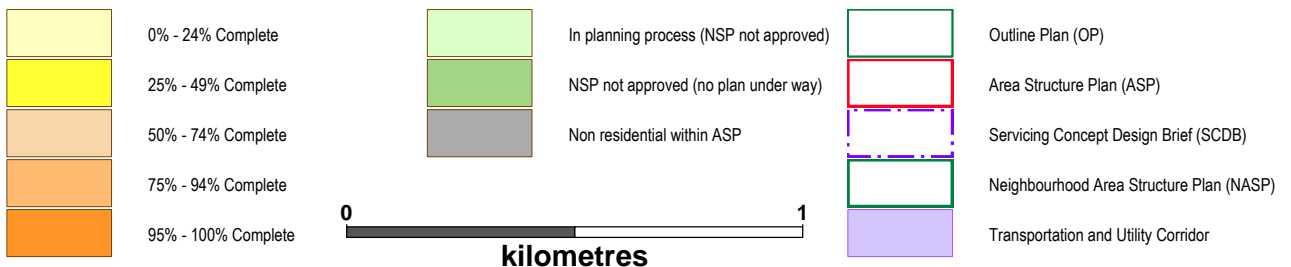 0% - 24% Complete
25% - 49% Complete
50% - 74% Complete
75% - 94% Complete
95% - 100% Complete
In planning process (NSP not approved)
NSP not approved (no plan under way)
Non residential within ASP
0 1
kilometres
Outline Plan (OP)
Area Structure Plan (ASP)
Servicing Concept Design Brief (SCDB)
Neighbourhood Area Structure Plan (NASP)
Transportation and Utility Corridor